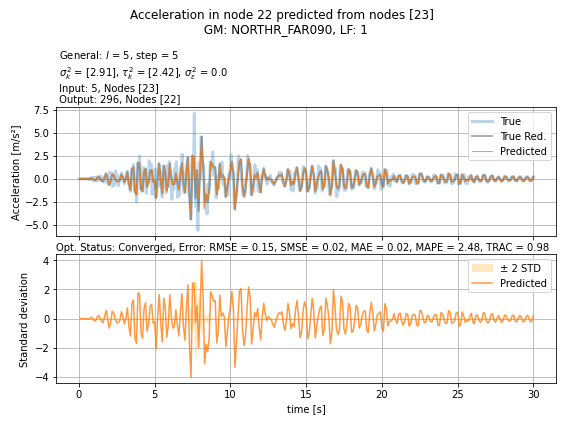 Acceleration in node 22 predicted from nodes [23]
GM: NORTHR_FAR090, LF: 1
General: l = 5, step = 5
σ²ₖ = [2.91], τ²ₖ = [2.42], σ²ε = 0.0
Input: 5, Nodes [23]
Output: 296, Nodes [22]
7.5
5.0
2.5
0.0
−2.5
−5.0
Acceleration [m/s²]
True
True Red.
Predicted
Opt. Status: Converged, Error: RMSE = 0.15, SMSE = 0.02, MAE = 0.02, MAPE = 2.48, TRAC = 0.98
4
2
0
−2
−4
Standard deviation
± 2 STD
Predicted
0 5 10 15 20 25 30
time [s]